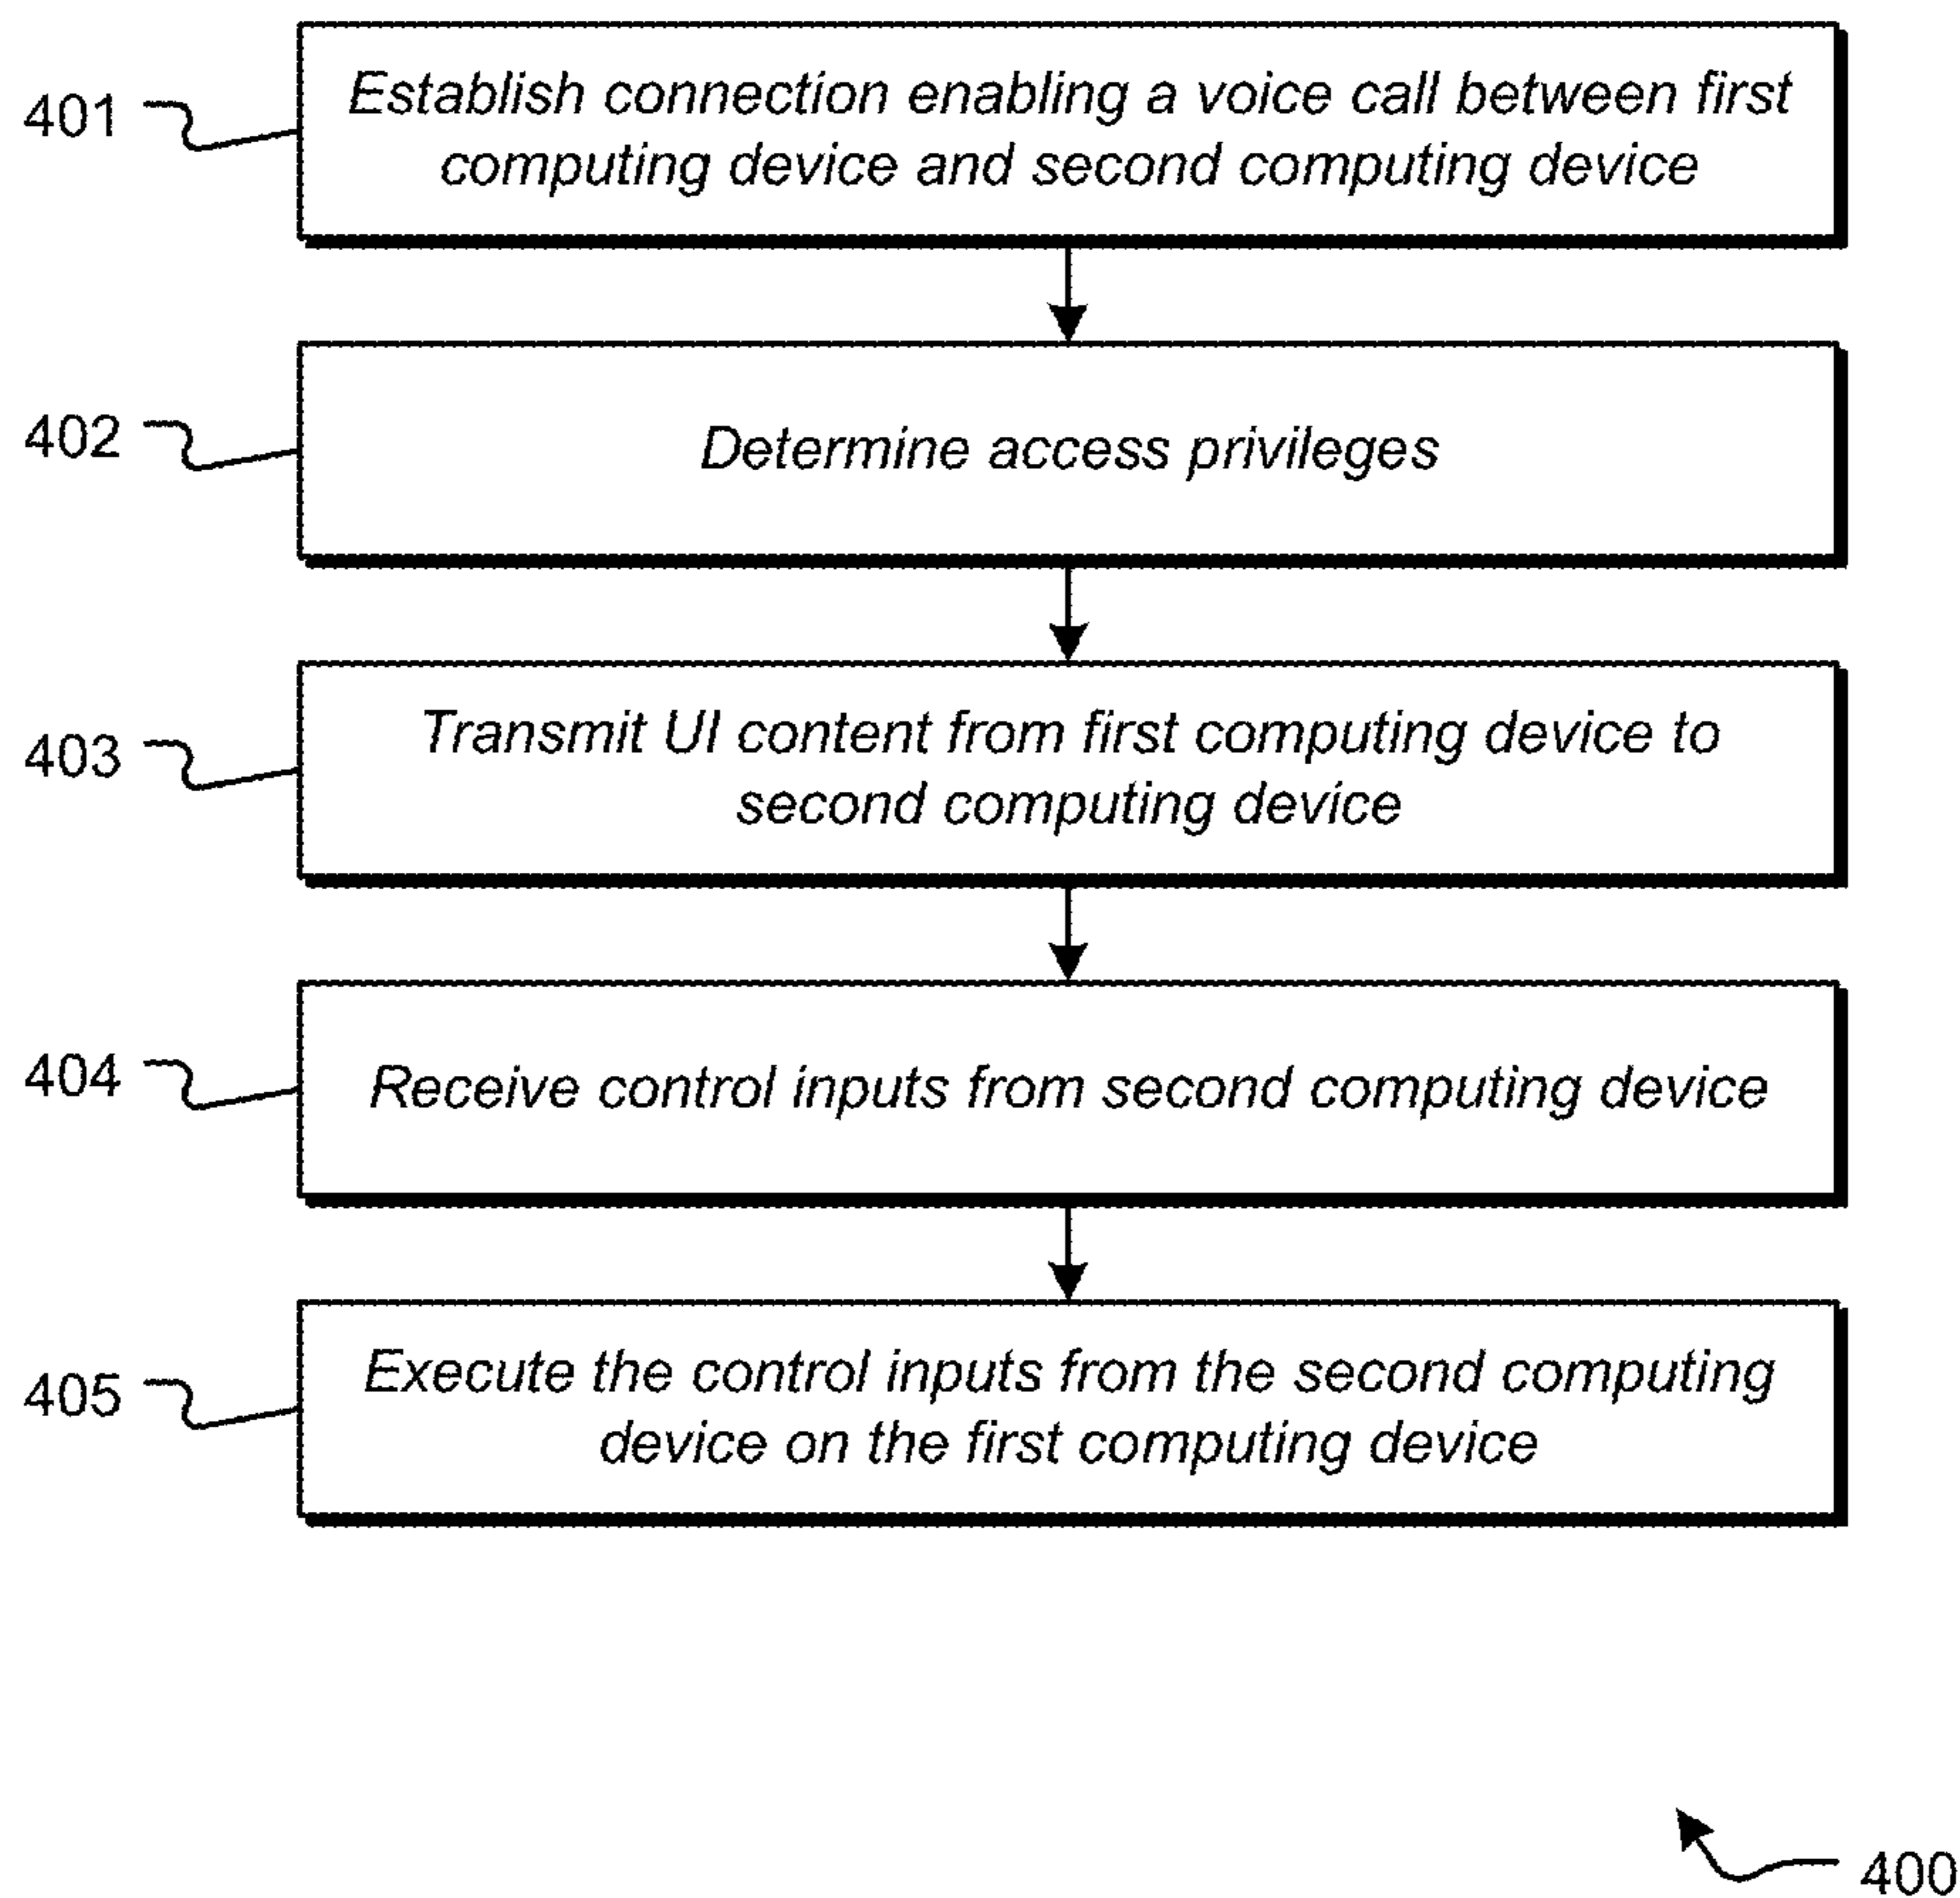 401
Establish connection enabling a voice call between first
computing device and second computing device
402
Determine access privileges
403
Transmit UI content from first computing device to
second computing device
404
Receive control inputs from second computing device
405
Execute the control inputs from the second computing
device on the first computing device
400